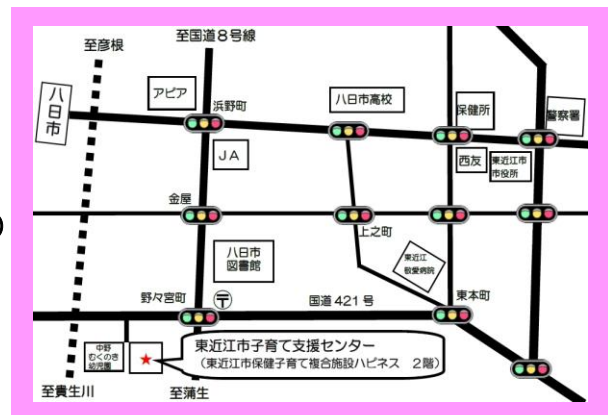 至彦根
至国道8号線
八日市
アピア
浜野町
八日市高校
保健所
警察署
JA
西友
東近江市
市役所
金屋
上之町
八日市
図書館
東近江
敬愛病院
野々宮町
〒
国道421号
東本町
中野
むくのき
幼児園
★
東近江市子育て支援センター
(東近江市保健子育て複合施設ハピネス 2階)
至貴生川
至蒲生
)